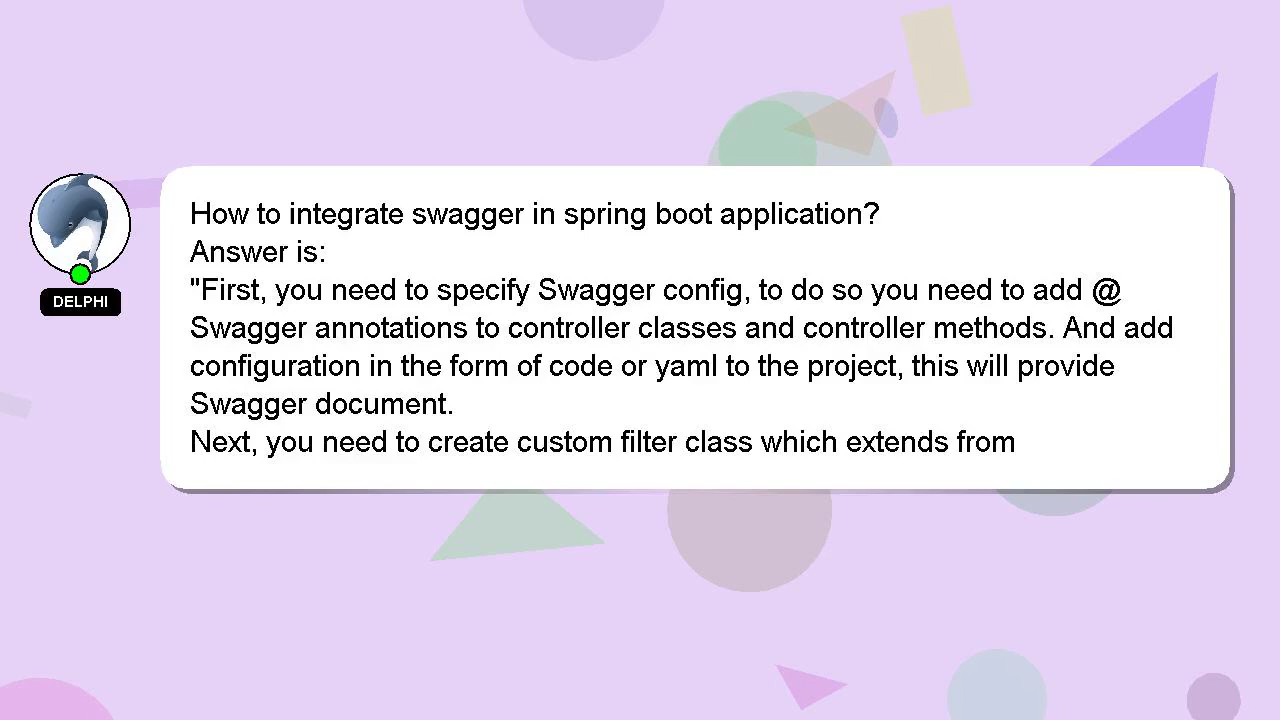 How to integrate swagger in spring boot application?
Answer is:
"First, you need to specify Swagger config, to do so you need to add @
Swagger annotations to controller classes and controller methods. And add
configuration in the form of code or yaml to the project, this will provide
Swagger document.
Next, you need to create custom filter class which extends from
DELPHI